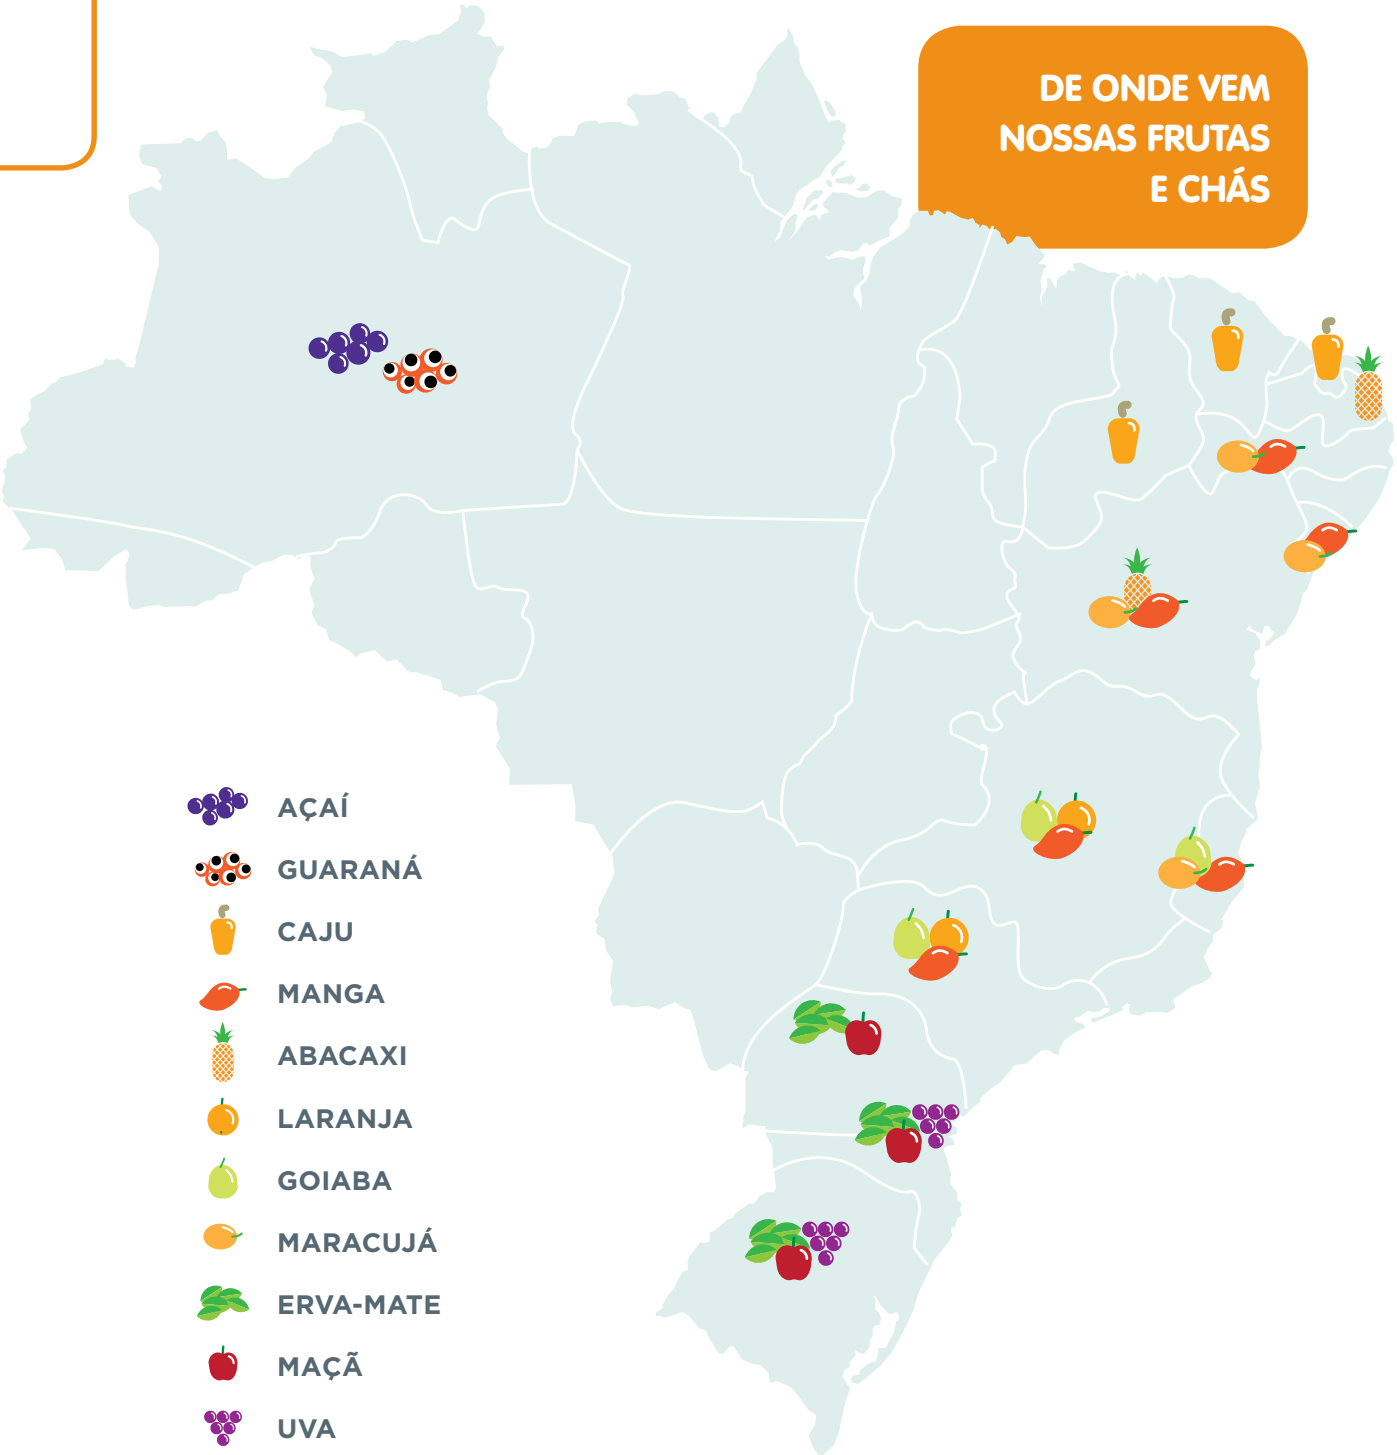 DE ONDE VEM
NOSSAS FRUTAS
E CHÁS
AÇAÍ
GUARANÁ
CAJU
MANGA
ABACAXI
LARANJA
GOIABA
MARACUJÁ
ERVA-MATE
MAÇÃ
UVA